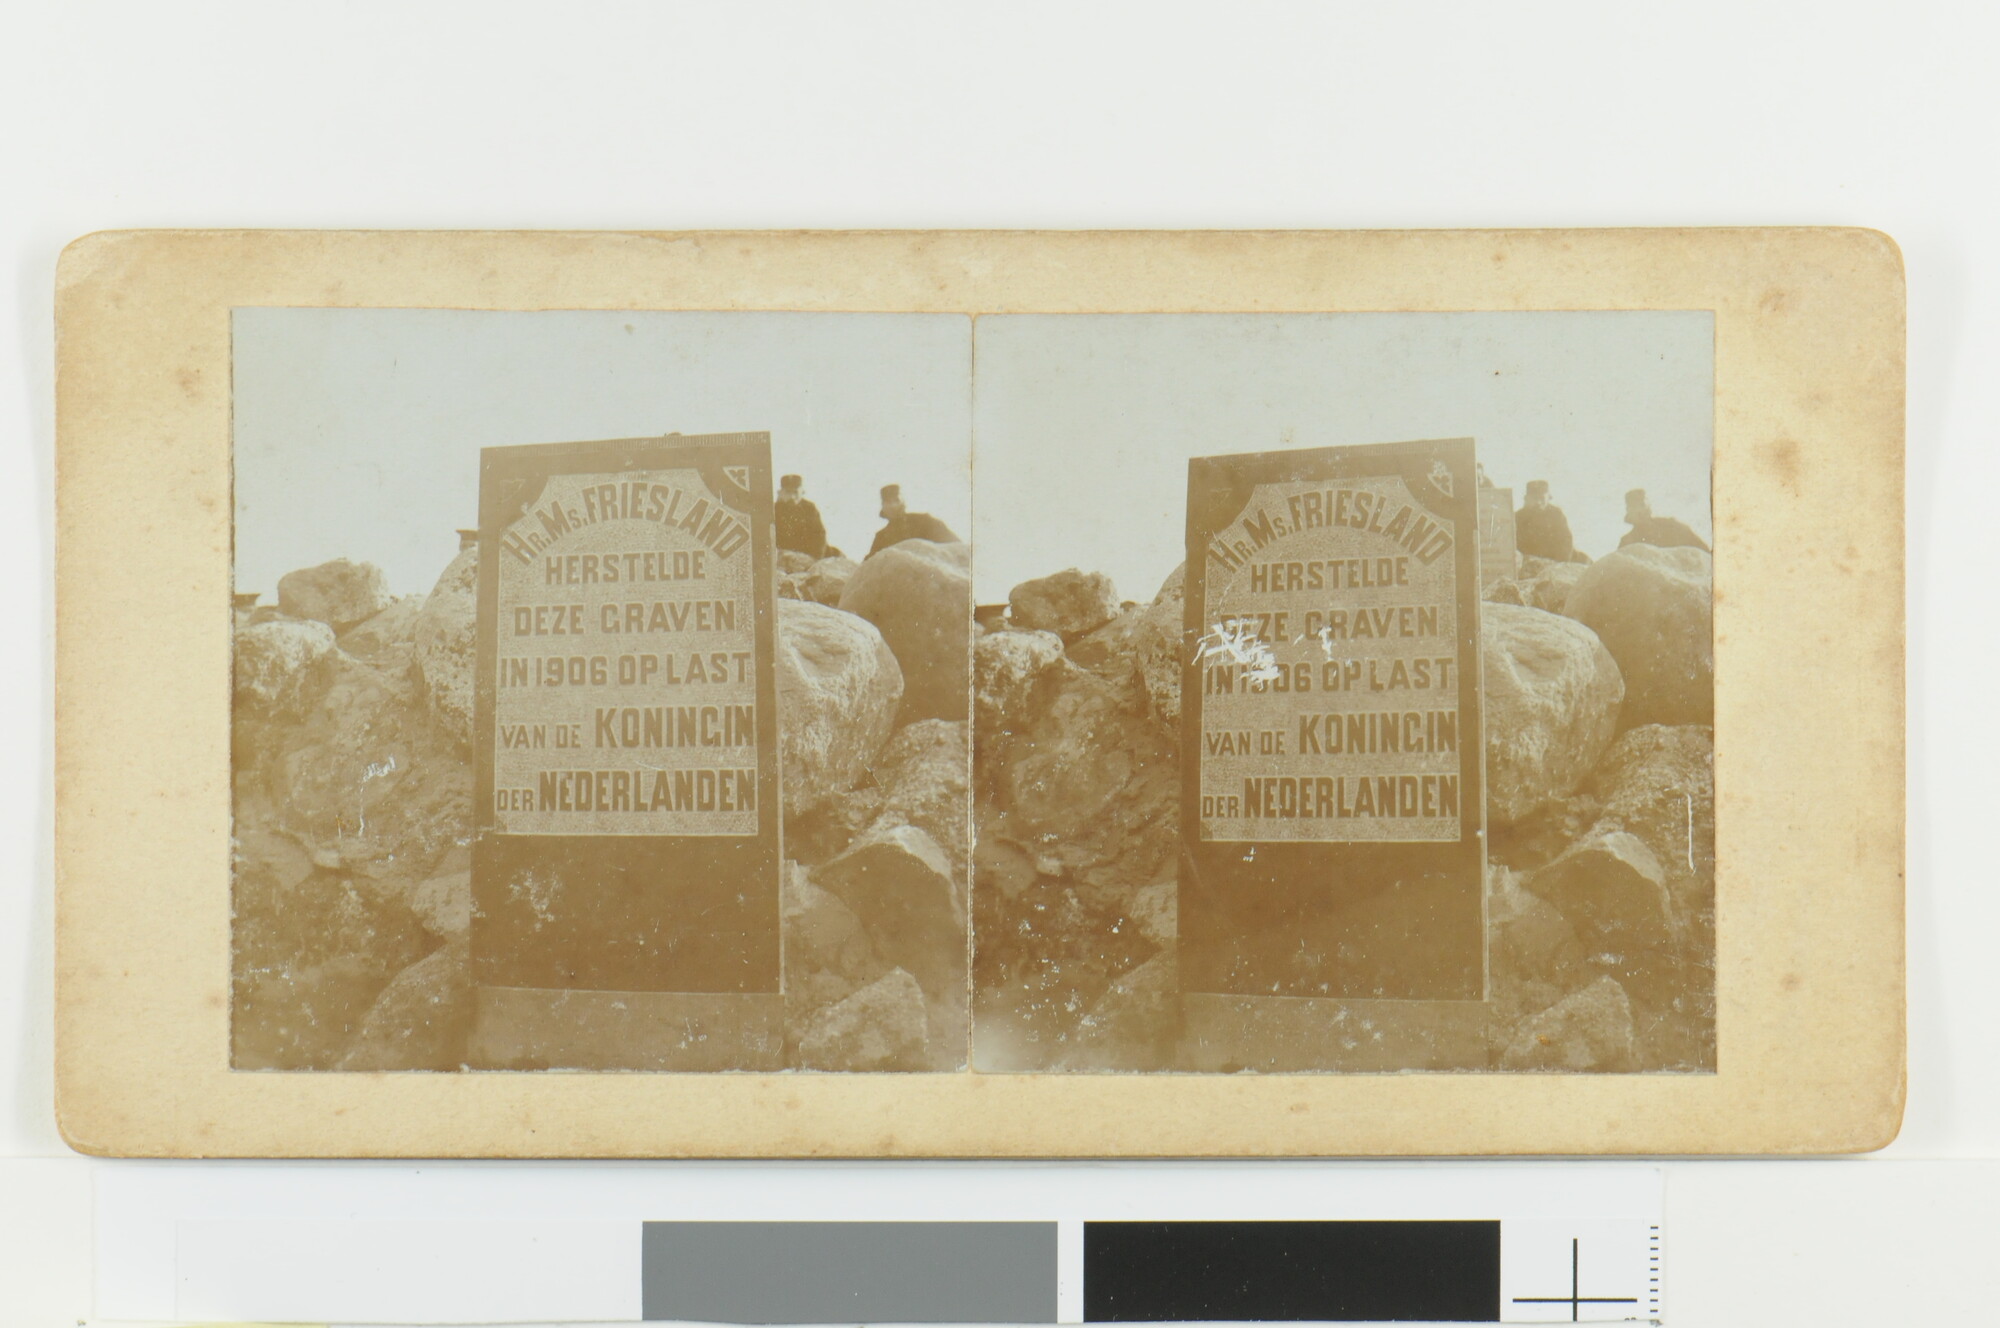 Hr. Ms. FRIESLAND
HERSTELDE
DEZE GRAVEN
IN 1906 OP LAST
VAN DE KONINGIN
DER NEDERLANDEN
Hr. Ms. FRIESLAND
HERSTELDE
DEZE GRAVEN
IN 1906 OP LAST
VAN DE KONINGIN
DER NEDERLANDEN